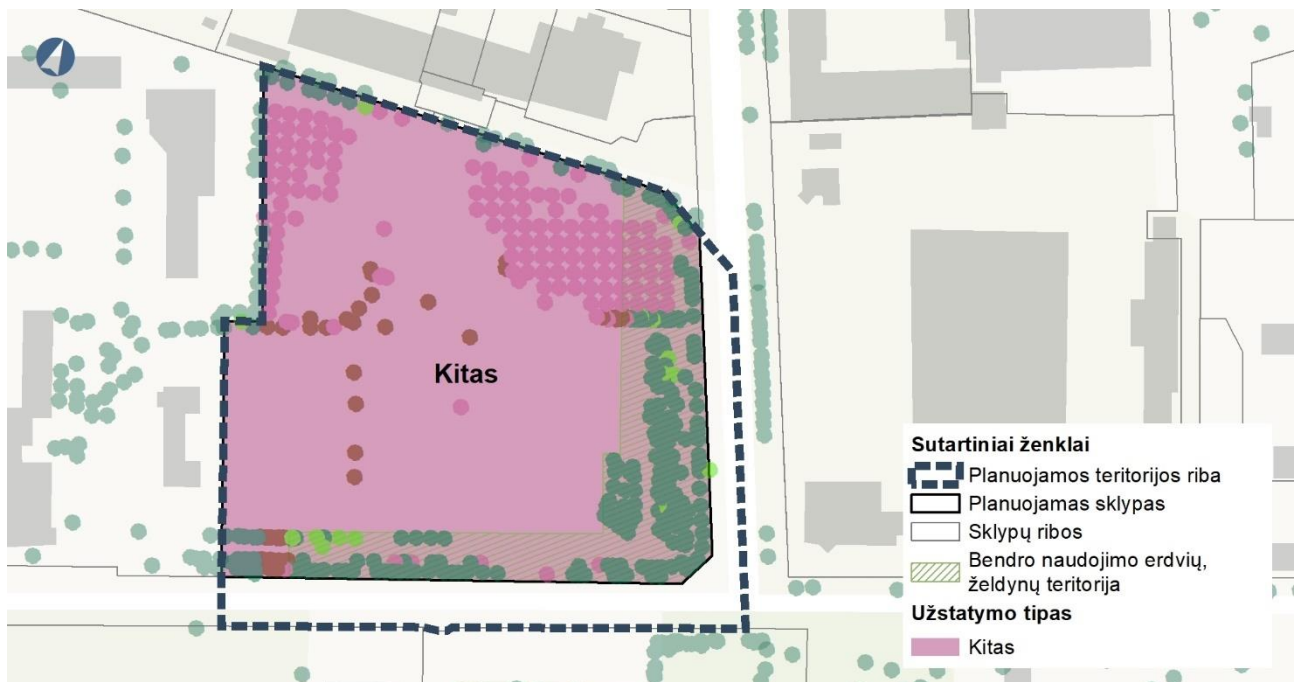 Kitas
Sutartiniai ženklai
Planuojamos teritorijos riba
Planuojamas sklypas
Sklypų ribos
Bendro naudojimo erdvių,
želdynų teritorija
Užstatymo tipas
Kitas